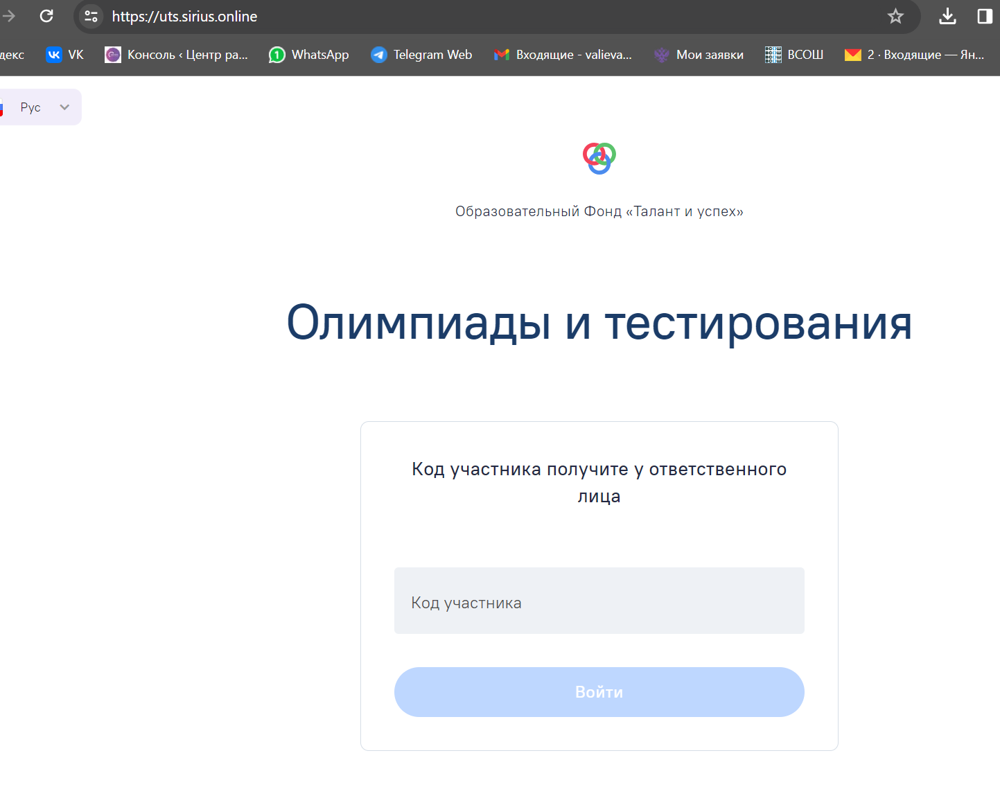 https://uts.sirius.online
декс VK Консоль ‹ Центр ра... WhatsApp Telegram Web Входящие - valieva... Мои заявки ВСОШ 2 · Входящие — Ян...
Рус
Образовательный Фонд «Талант и успех»
Олимпиады и тестирования
Код участника получите у ответственного
лица
Код участника
Войти